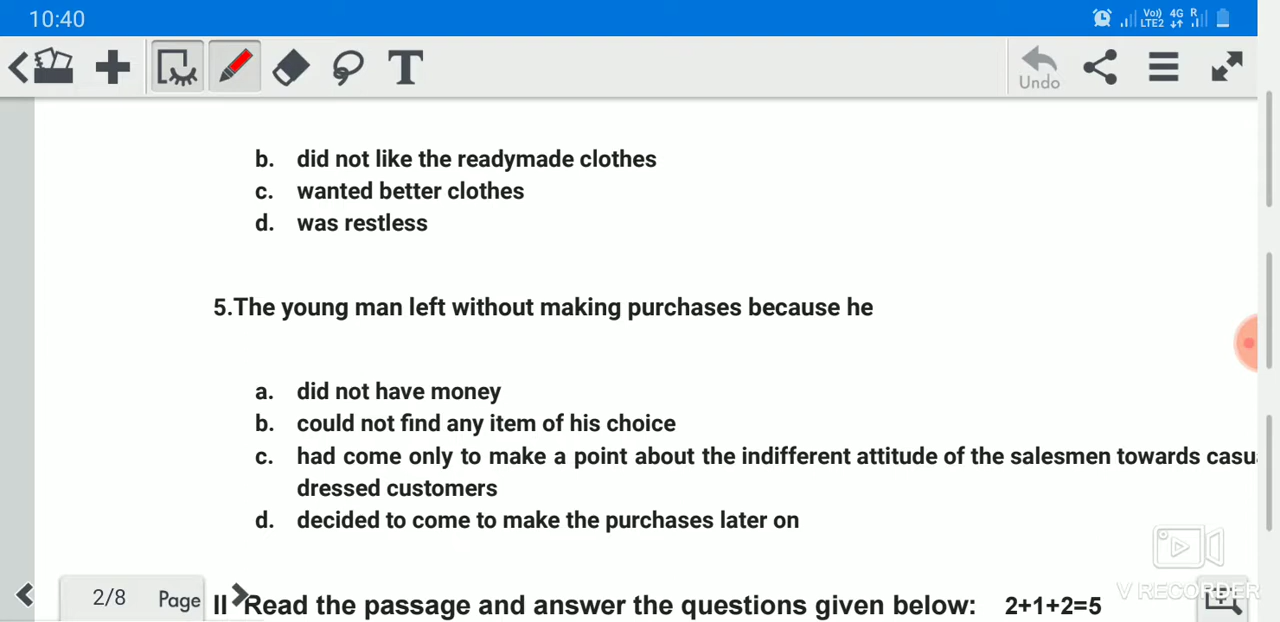 10:40
Vo) 4G R
LTE2
T
Undo
b. did not like the readymade clothes
c. wanted better clothes
d. was restless
5.The young man left without making purchases because he
a. did not have money
b. could not find any item of his choice
c. had come only to make a point about the indifferent attitude of the salesmen towards casu
dressed customers
d. decided to come to make the purchases later on
V RECORDER
2/8 Page
II Read the passage and answer the questions given below: 2+1+2=5